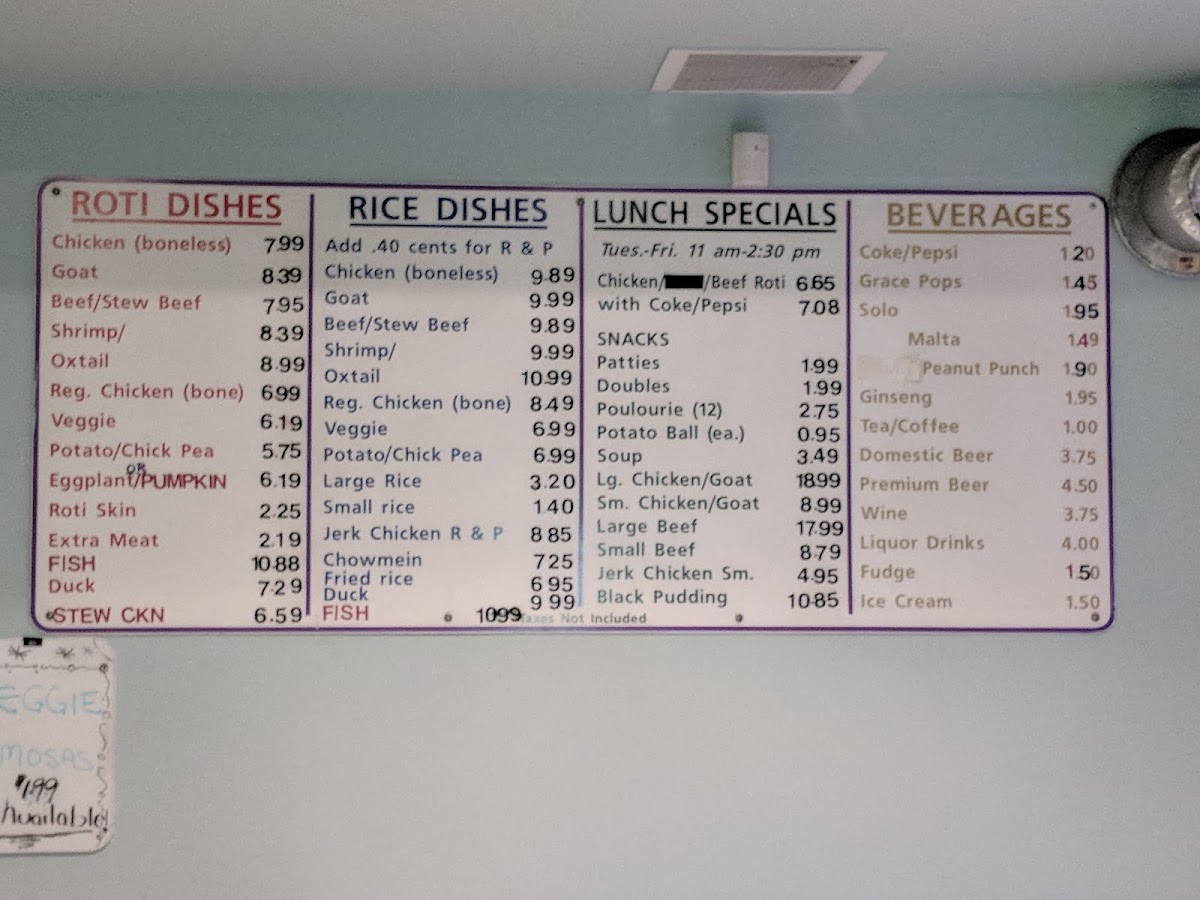 ROTI DISHES
Chicken (boneless) 7.99
Goat 8.39
Beef/Stew Beef 7.95
Shrimp/ 8.39
Oxtail 8.99
Reg. Chicken (bone) 6.99
Veggie 6.19
Potato/Chick Pea 5.75
OR
Eggplant/PUMPKIN 6.19
Roti Skin 2.25
Extra Meat 2.19
FISH 10.88
Duck 7.29
STEW CKN 6.59
RICE DISHES
Add .40 cents for R & P
Chicken (boneless) 9.89
Goat 9.99
Beef/Stew Beef 9.89
Shrimp/ 9.99
Oxtail 10.99
Reg. Chicken (bone) 8.49
Veggie 6.99
Potato/Chick Pea 6.99
Large Rice 3.20
Small rice 1.40
Jerk Chicken R & P 8 85
Chowmein 7 25
Fried rice 6 95
Duck 9 99
FISH 10.99
LUNCH SPECIALS
Tues.-Fri. 11 am-2:30 pm
Chicken/ /Beef Roti 6.65
with Coke/Pepsi 7.08
SNACKS
Patties 1.99
Doubles 1.99
Poulourie (12) 2.75
Potato Ball (ea.) 0.95
Soup 3.49
Lg. Chicken/Goat 18.99
Sm. Chicken/Goat 8.99
Large Beef 17.99
Small Beef 8.79
Jerk Chicken Sm. 4.95
Black Pudding 10.85
Taxes Not Included
BEVERAGES
Coke/Pepsi 1 20
Grace Pops 1.45
Solo 1.95
Malta 1.49
Peanut Punch 1.90
Ginseng 1.95
Tea/Coffee 1.00
Domestic Beer 3.75
Premium Beer 4.50
Wine 3.75
Liquor Drinks 4.00
Fudge 1.50
Ice Cream 1.50
EGGIE
MOSAS
$1.99
Available